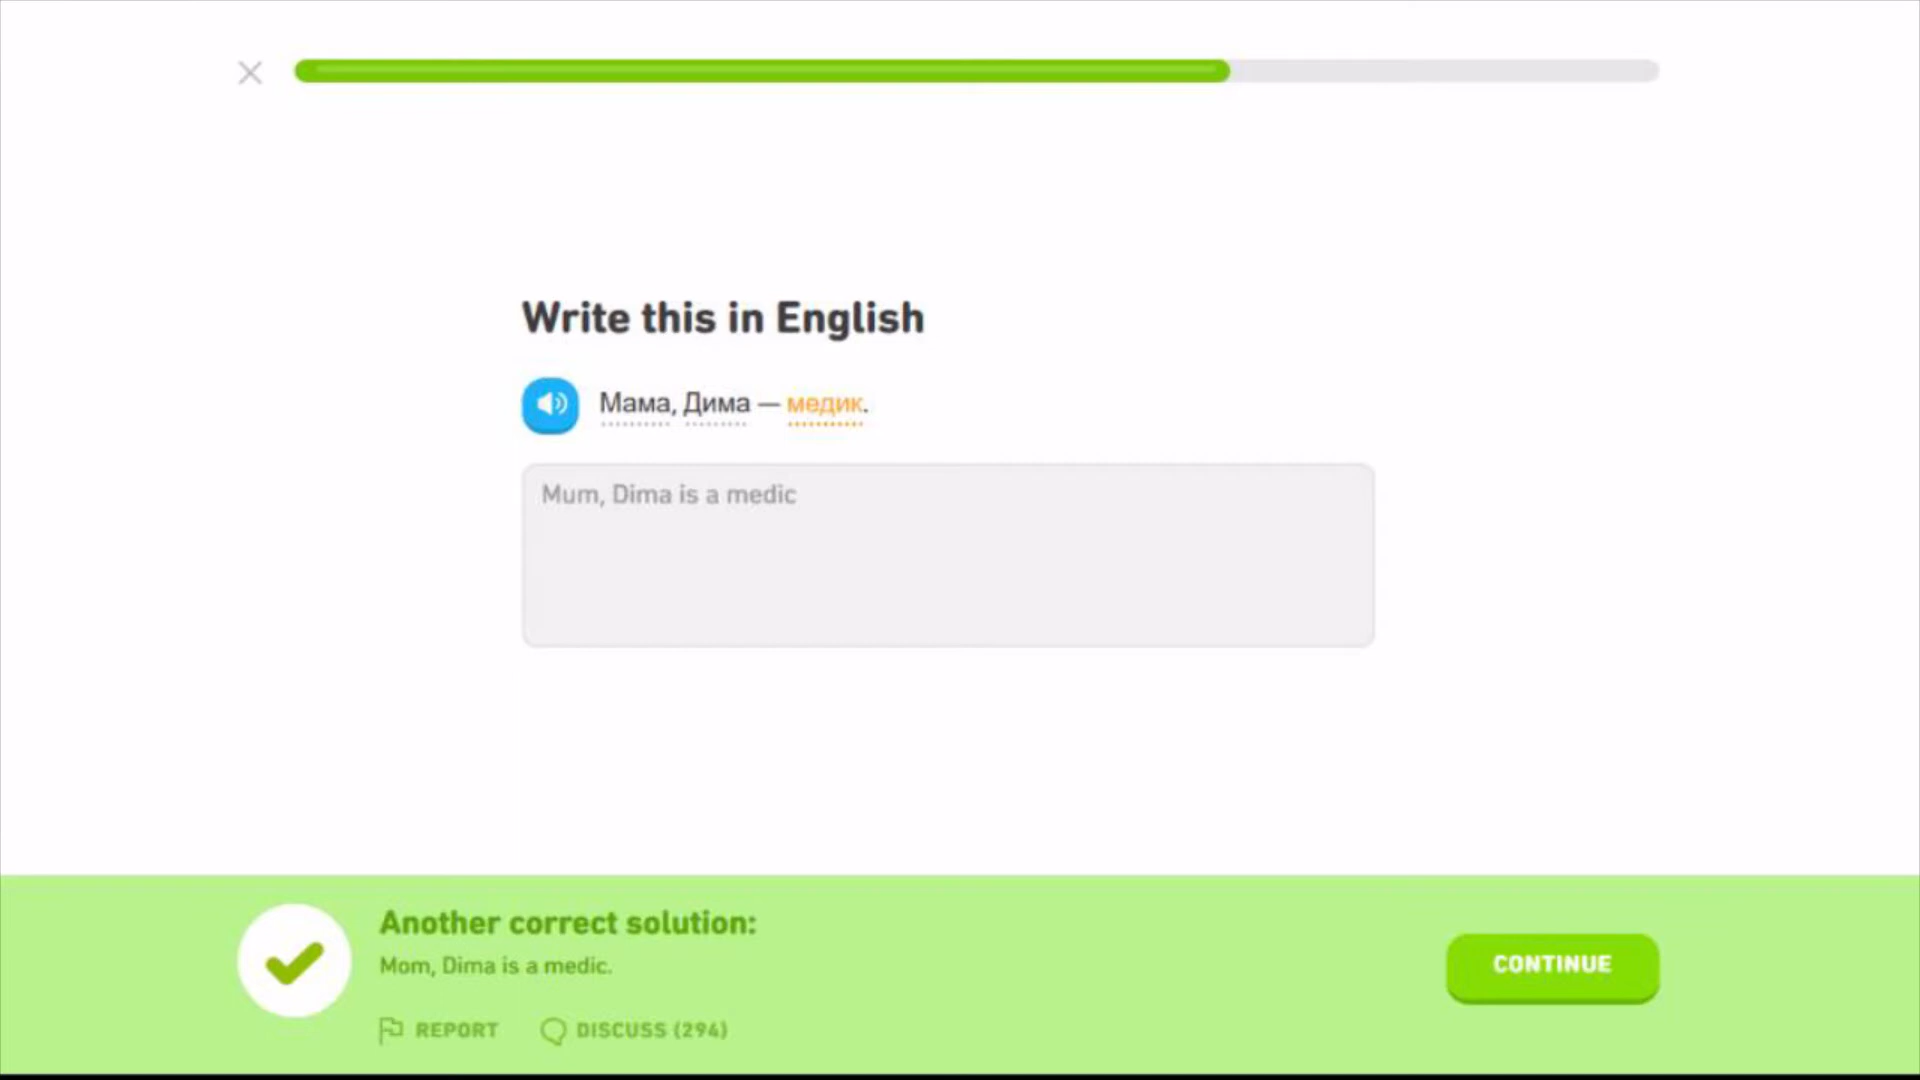 Write this in English
Мама, Дима — медик.
Mum, Dima is a medic
Another correct solution:
Mom, Dima is a medic.
CONTINUE
REPORT DISCUSS (294)